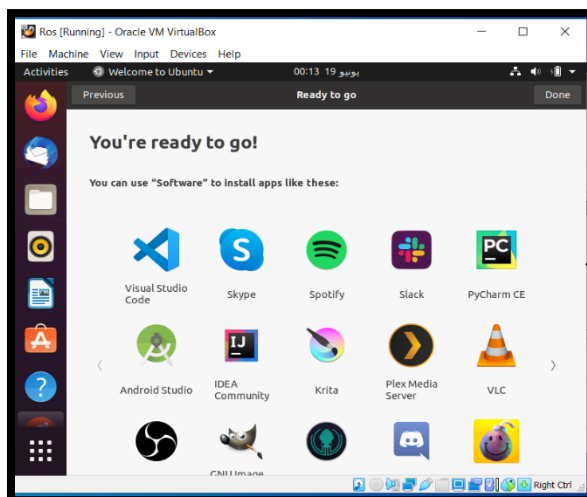 Ros [Running] - Oracle VM VirtualBox
File Machine View Input Devices Help
Activities Welcome to Ubuntu 00:13 19 يونيو
Previous Ready to go Done
You're ready to go!
You can use "Software" to install apps like these:
Visual Studio Code
Skype
Spotify
Slack
PC
PyCharm CE
Android Studio
IJ
IDEA Community
Krita
Plex Media Server
VLC
GNU Image
Right Ctrl